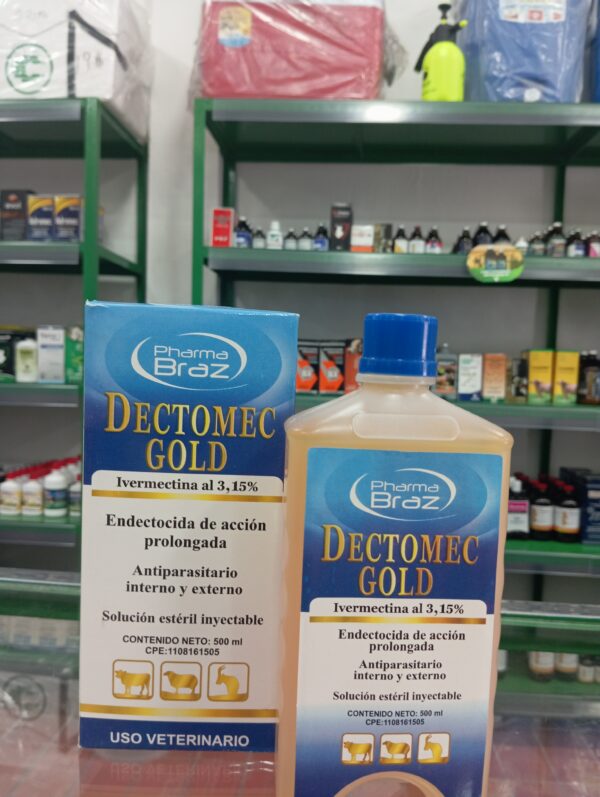 Pharma
Braz
DECTOMEC
GOLD
Ivermectina al 3,15%
Endectocida de acción
prolongada
Antiparasitario
interno y externo
Solución estéril inyectable
CONTENIDO NETO: 500 ml
CPE:1108161505
USO VETERINARIO
Pharma
Braz
DECTOMEC
GOLD
Ivermectina al 3,15%
Endectocida de acción
prolongada
Antiparasitario
interno y externo
Solución estéril inyectable
CONTENIDO NETO: 500 ml
CPE:1108161505